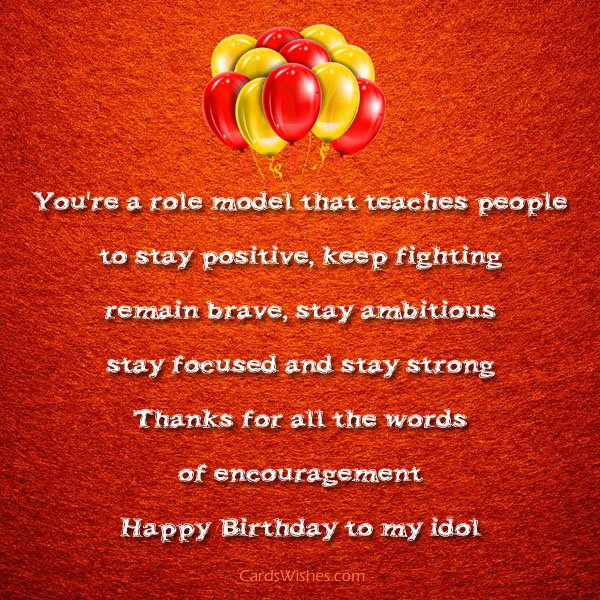 You're a role model that teaches people
to stay positive, keep fighting
remain brave, stay ambitious
stay focused and stay strong
Thanks for all the words
of encouragement
Happy Birthday to my idol
CardsWishes.com